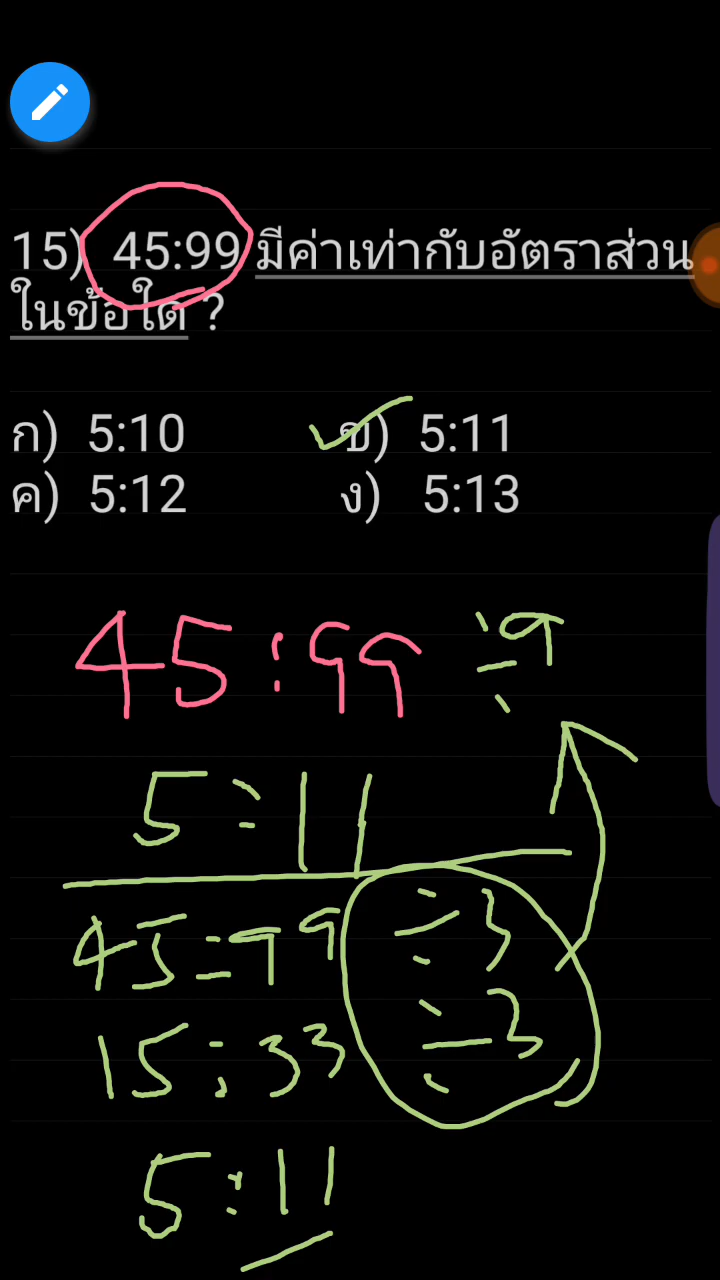 15) 45:99 มีค่าเท่ากับอัตราส่วน
ในข้อใด ?
ก) 5:10 ข) 5:11
ค) 5:12 ง) 5:13
45:99 ÷9
5:11
45:99 ÷3
15:33 ÷3
5:11